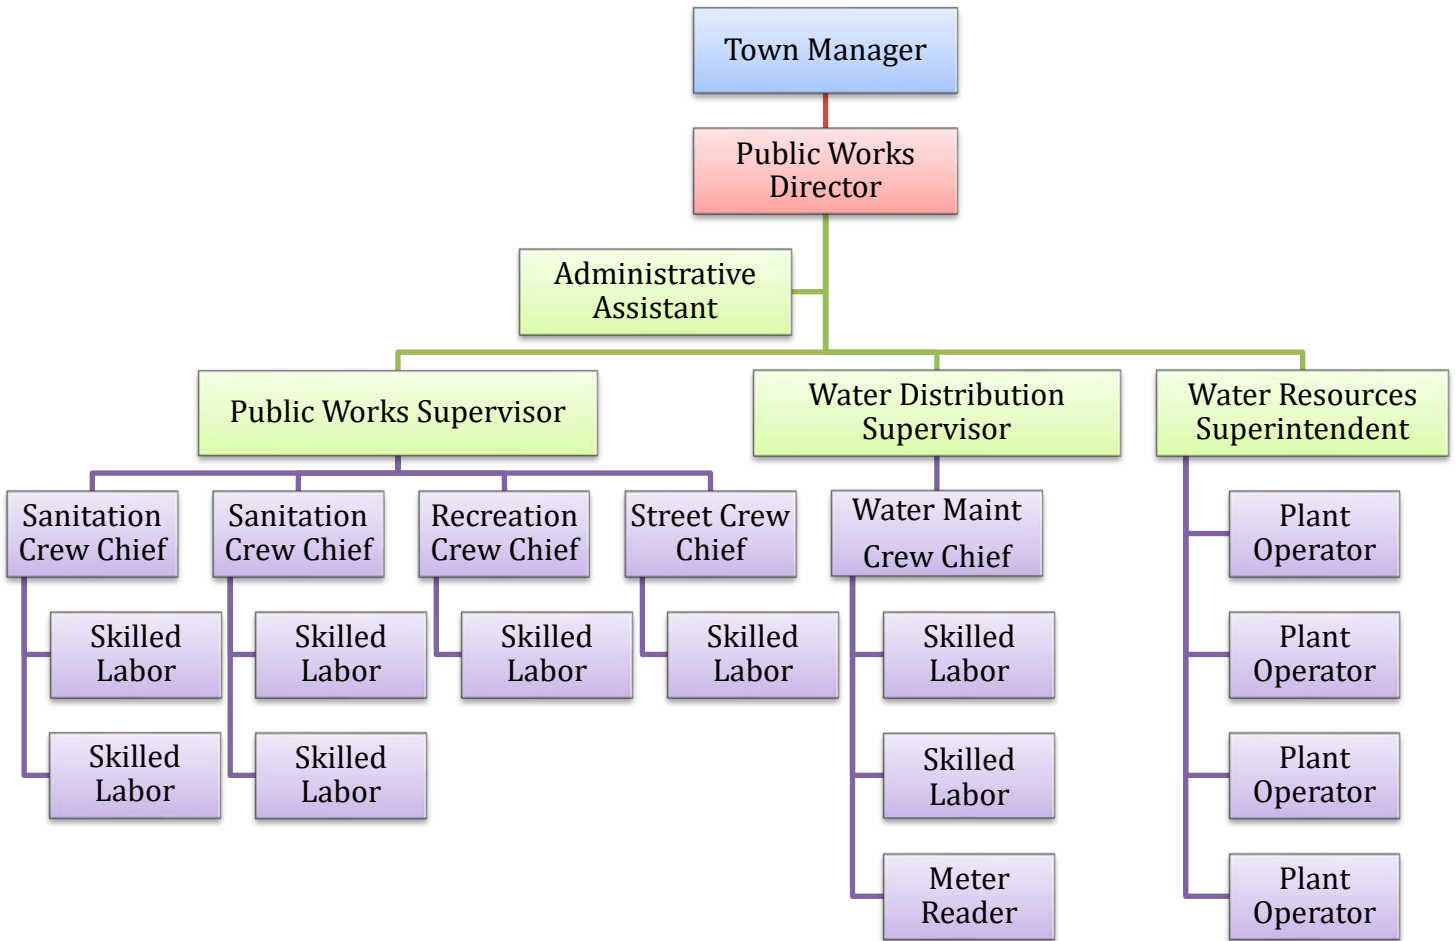 Town Manager
Public Works
Director
Administrative
Assistant
Public Works Supervisor
Water Distribution
Supervisor
Water Resources
Superintendent
Sanitation
Crew Chief
Sanitation
Crew Chief
Recreation
Crew Chief
Street Crew
Chief
Water Maint
Crew Chief
Plant
Operator
Skilled
Labor
Skilled
Labor
Skilled
Labor
Skilled
Labor
Skilled
Labor
Plant
Operator
Skilled
Labor
Skilled
Labor
Skilled
Labor
Plant
Operator
Meter
Reader
Plant
Operator